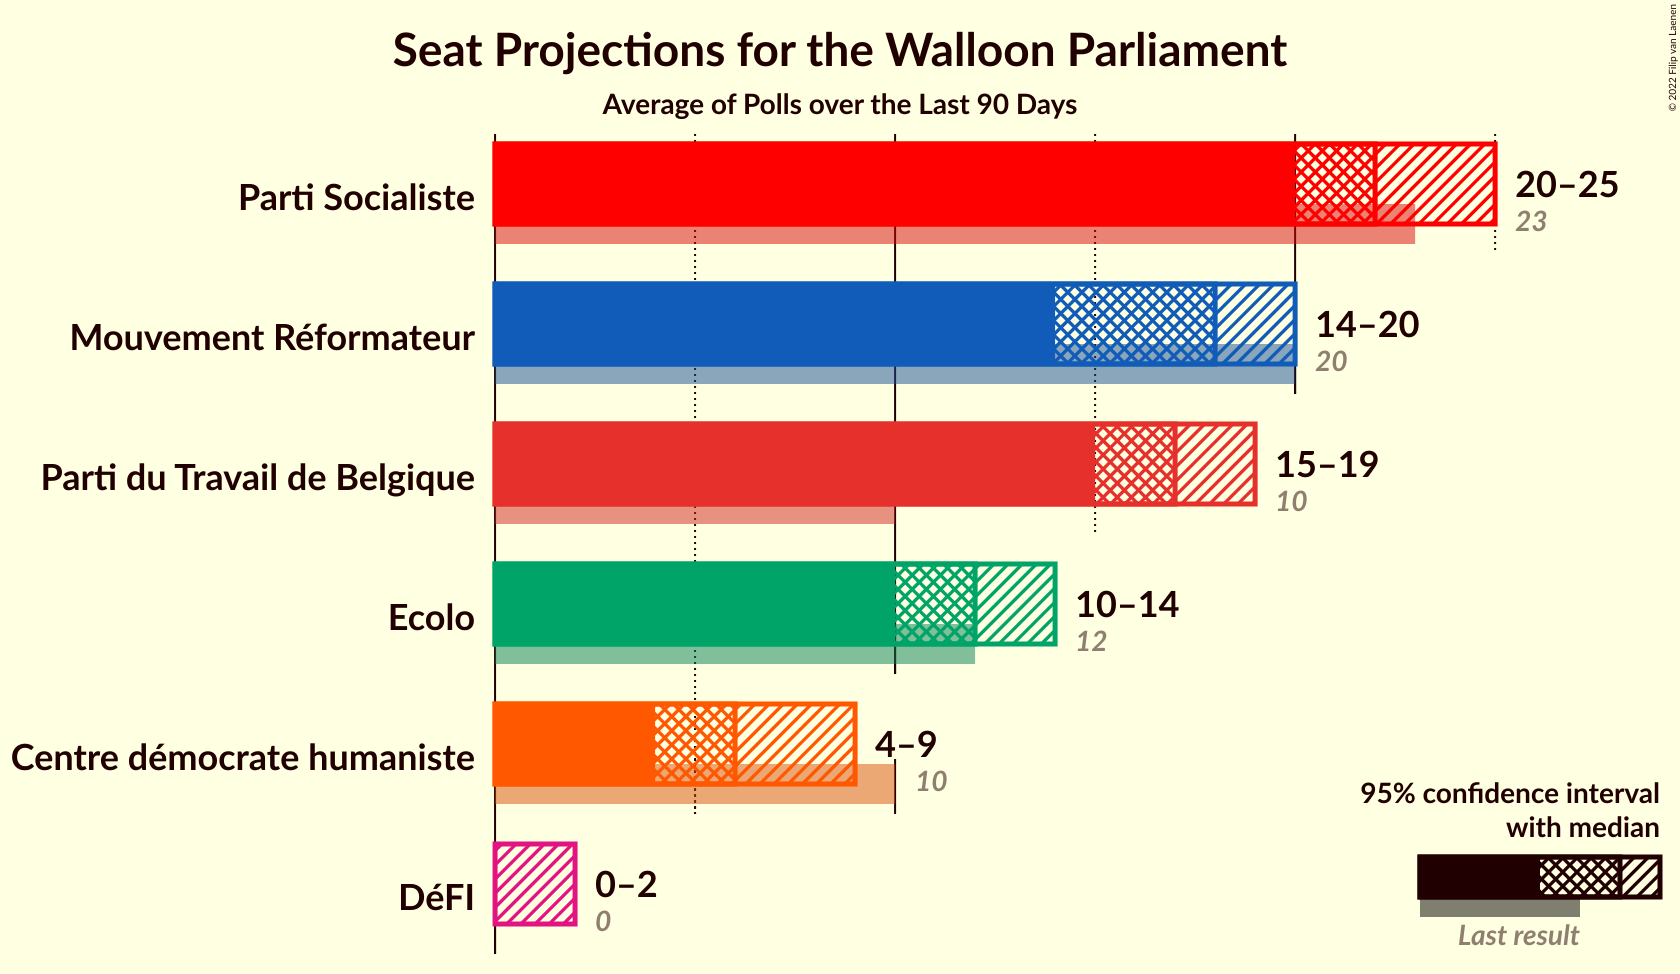 Seat Projections for the Walloon Parliament
Average of Polls over the Last 90 Days
© 2022 Filip van Laenen
Parti Socialiste
20–25
23
Mouvement Réformateur
14–20
20
Parti du Travail de Belgique
15–19
10
Ecolo
10–14
12
Centre démocrate humaniste
4–9
10
DéFI
0–2
0
95% confidence interval
with median
Last result